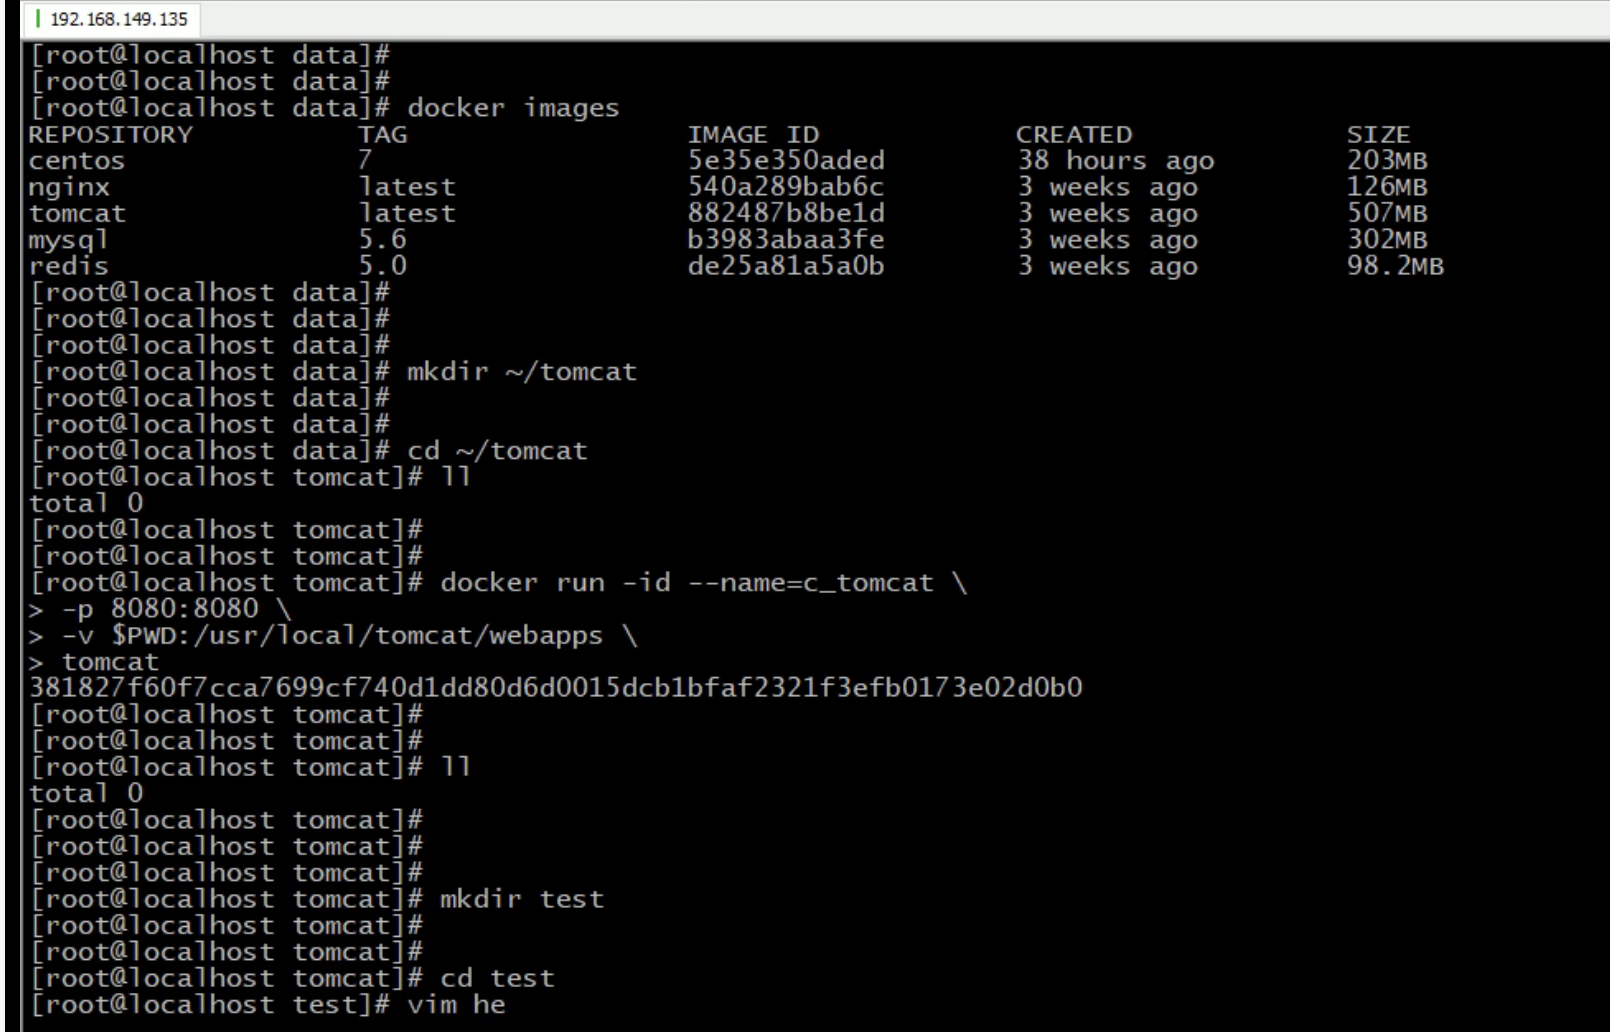 192.168.149.135
[root@localhost data]#
[root@localhost data]#
[root@localhost data]# docker images
REPOSITORY TAG IMAGE ID CREATED SIZE
centos 7 5e35e350aded 38 hours ago 203MB
nginx latest 540a289bab6c 3 weeks ago 126MB
tomcat latest 882487b8be1d 3 weeks ago 507MB
mysql 5.6 b3983abaa3fe 3 weeks ago 302MB
redis 5.0 de25a81a5a0b 3 weeks ago 98.2MB
[root@localhost data]#
[root@localhost data]#
[root@localhost data]#
[root@localhost data]# mkdir ~/tomcat
[root@localhost data]#
[root@localhost data]#
[root@localhost data]# cd ~/tomcat
[root@localhost tomcat]# ll
total 0
[root@localhost tomcat]#
[root@localhost tomcat]#
[root@localhost tomcat]# docker run -id --name=c_tomcat \
> -p 8080:8080 \
> -v $PWD:/usr/local/tomcat/webapps \
> tomcat
381827f60f7cca7699cf740d1dd80d6d0015dcb1bfaf2321f3efb0173e02d0b0
[root@localhost tomcat]#
[root@localhost tomcat]#
[root@localhost tomcat]# ll
total 0
[root@localhost tomcat]#
[root@localhost tomcat]#
[root@localhost tomcat]#
[root@localhost tomcat]# mkdir test
[root@localhost tomcat]#
[root@localhost tomcat]#
[root@localhost tomcat]# cd test
[root@localhost test]# vim he